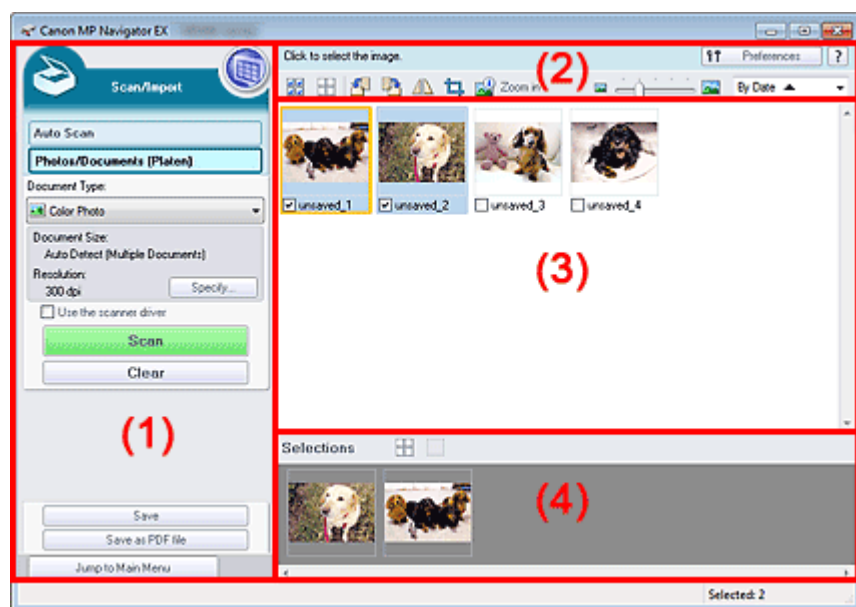 Canon MP Navigator EX
Click to select the image.
Preferences
?
(2)
Scan/Import
Zoom in
By Date
Auto Scan
Photos/Documents (Platen)
Document Type:
Color Photo
Document Size:
Auto Detect (Multiple Documents)
Resolution:
300 dpi
Specify...
Use the scanner driver
Scan
Clear
(1)
Save
Save as PDF file
Jump to Main Menu
unsaved_1
unsaved_2
unsaved_3
unsaved_4
(3)
Selections
(4)
Selected: 2